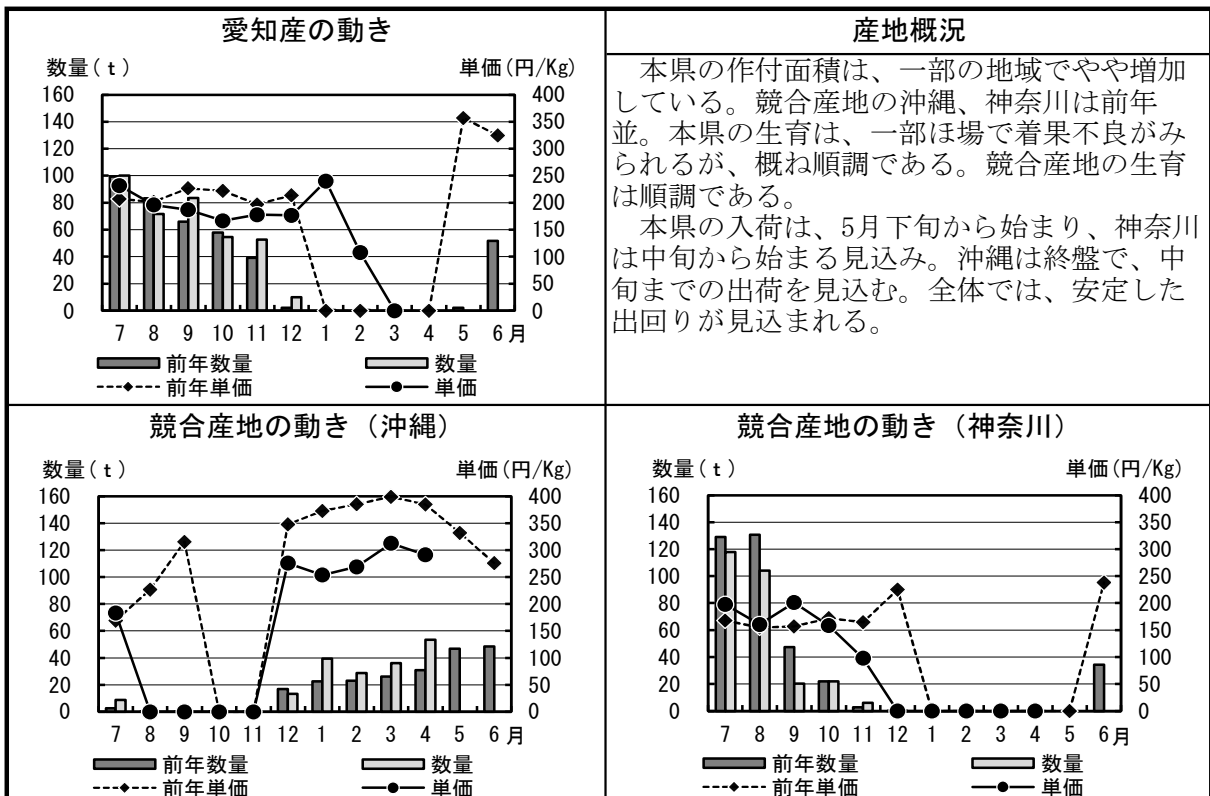 愛知産の動き
数量(ｔ)
単価(円/Kg)
160
140
120
100
80
60
40
20
0
400
350
300
250
200
150
100
50
0
7 8 9 10 11 12 1 2 3 4 5 6月
前年数量 数量
前年単価 単価
産地概況
　本県の作付面積は、一部の地域でやや増加
している。競合産地の沖縄、神奈川は前年
並。本県の生育は、一部ほ場で着果不良がみ
られるが、概ね順調である。競合産地の生育
は順調である。
　本県の入荷は、5月下旬から始まり、神奈川
は中旬から始まる見込み。沖縄は終盤で、中
旬までの出荷を見込む。全体では、安定した
出回りが見込まれる。
競合産地の動き（沖縄）
数量(ｔ)
単価(円/Kg)
160
140
120
100
80
60
40
20
0
400
350
300
250
200
150
100
50
0
7 8 9 10 11 12 1 2 3 4 5 6月
前年数量 数量
前年単価 単価
競合産地の動き（神奈川）
数量(ｔ)
単価(円/Kg)
160
140
120
100
80
60
40
20
0
400
350
300
250
200
150
100
50
0
7 8 9 10 11 12 1 2 3 4 5 6月
前年数量 数量
前年単価 単価